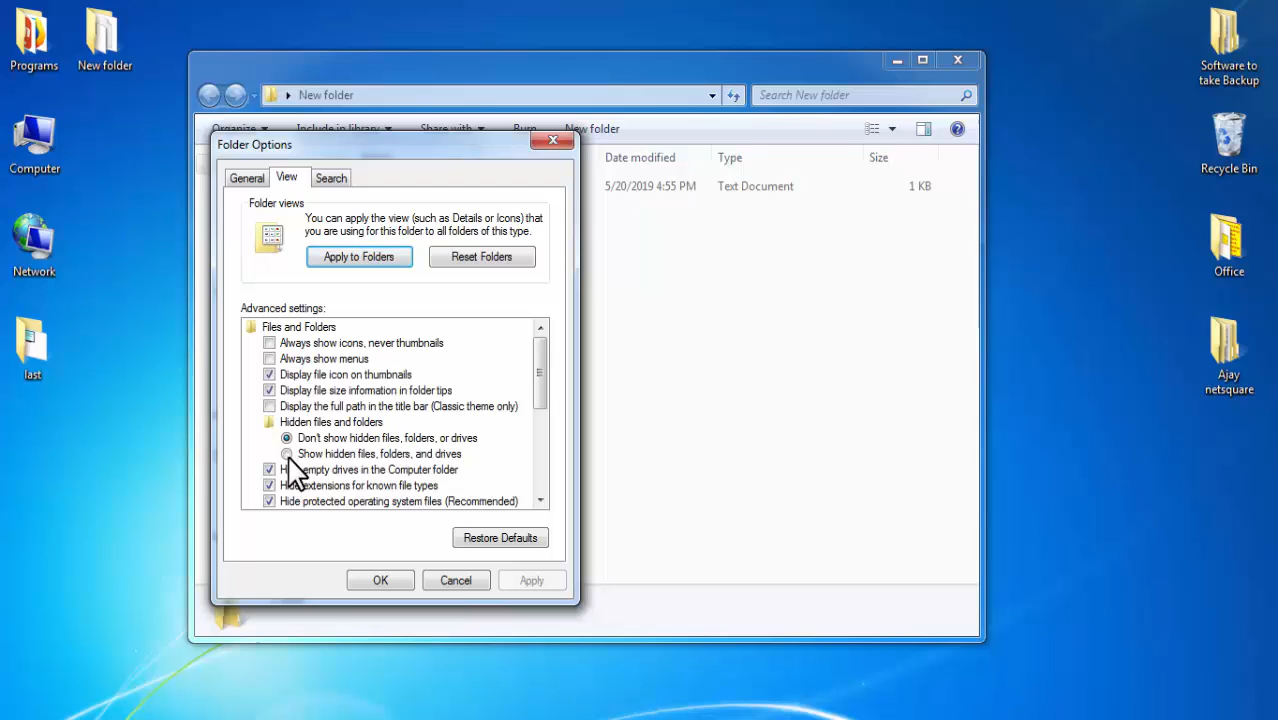 Programs
New folder
Computer
Network
last
Software to
take Backup
Recycle Bin
Office
Ajay
netsquare
New folder
Search New folder
Organize
Include in library
Share with
Burn
New folder
Date modified
Type
Size
5/20/2019 4:55 PM
Text Document
1 KB
Folder Options
General
View
Search
Folder views
You can apply the view (such as Details or Icons) that
you are using for this folder to all folders of this type.
Apply to Folders
Reset Folders
Advanced settings:
Files and Folders
Always show icons, never thumbnails
Always show menus
Display file icon on thumbnails
Display file size information in folder tips
Display the full path in the title bar (Classic theme only)
Hidden files and folders
Don't show hidden files, folders, or drives
Show hidden files, folders, and drives
empty drives in the Computer folder
Hide extensions for known file types
Hide protected operating system files (Recommended)
Restore Defaults
OK
Cancel
Apply